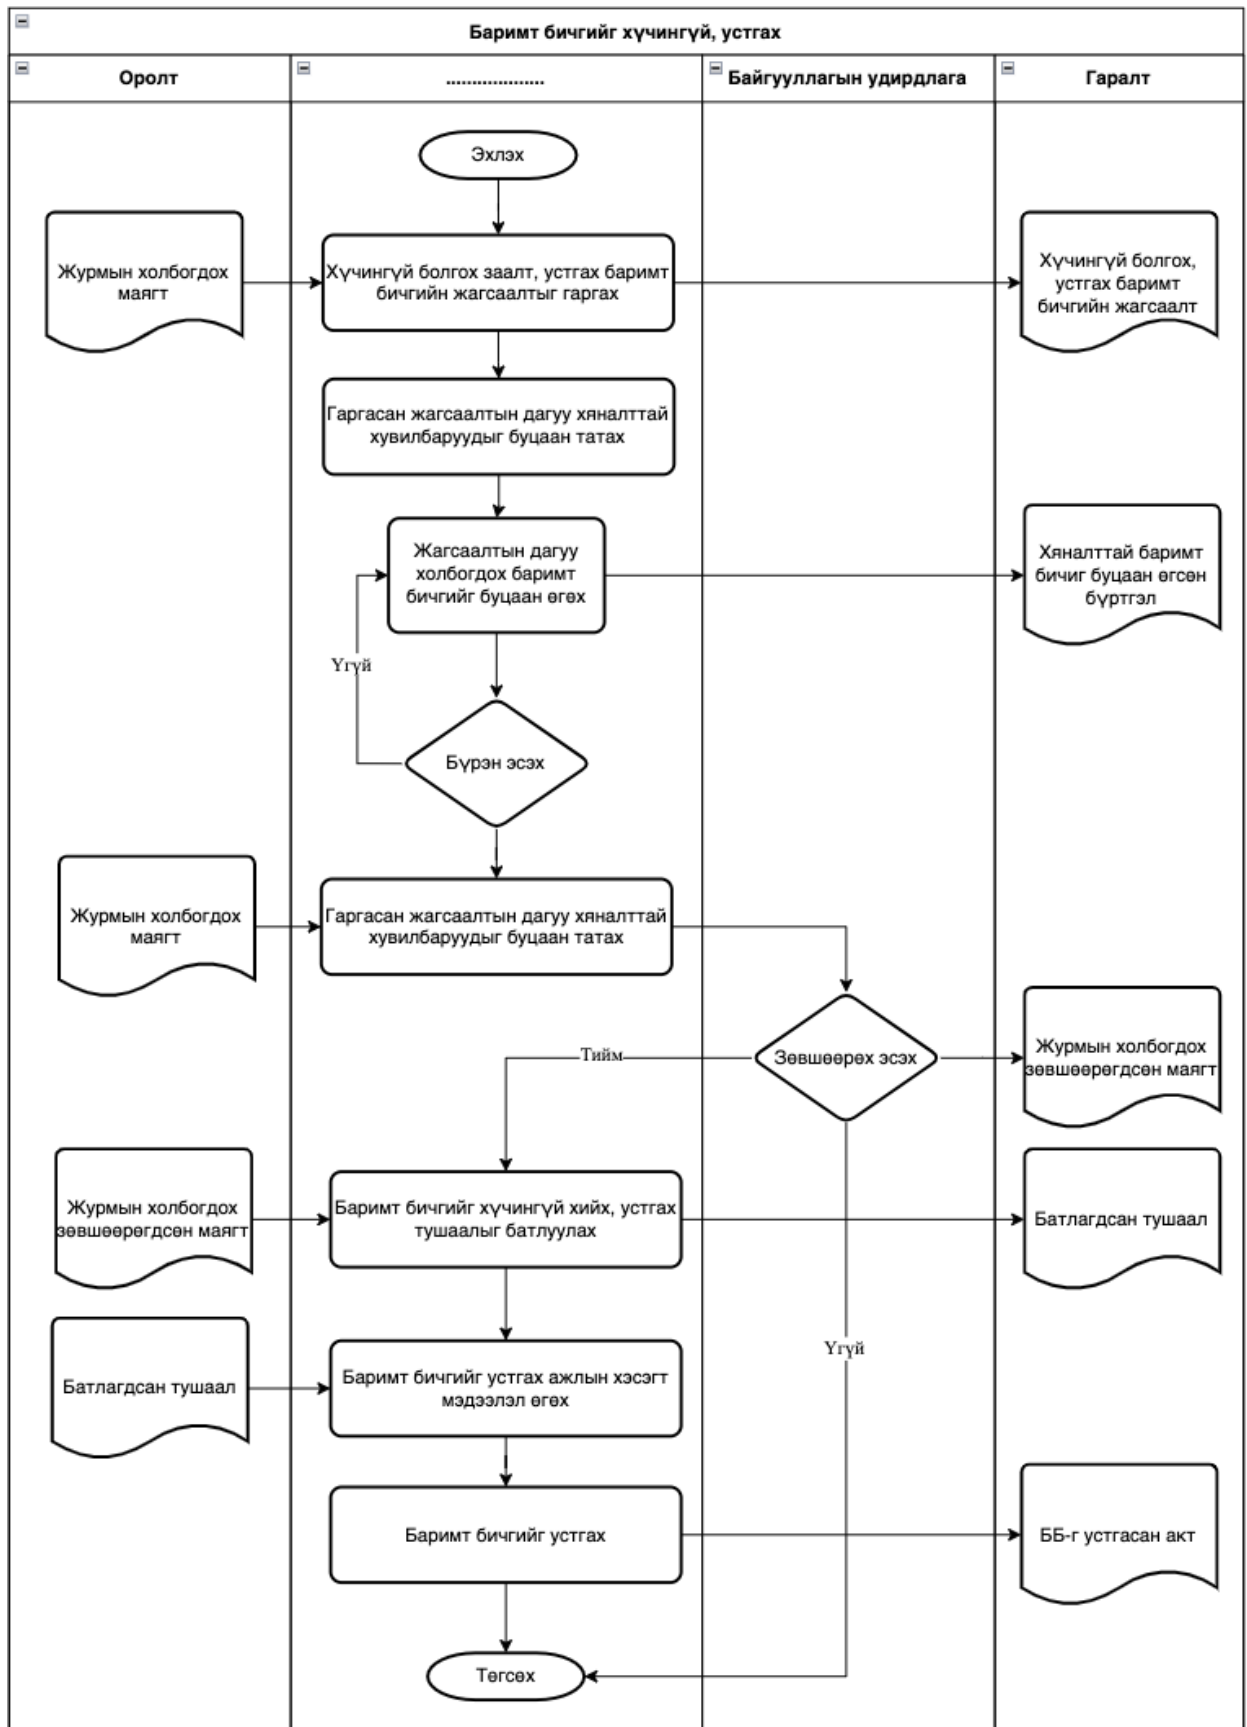 Баримт бичгийг хүчингүй, устгах
Оролт
...................
Байгууллагын удирдлага
Гаралт
Эхлэх
Журмын холбогдох
маягт
Хүчингүй болгох заалт, устгах баримт
бичгийн жагсаалтыг гаргах
Хүчингүй болгох,
устгах баримт
бичгийн жагсаалт
Гаргасан жагсаалтын дагуу хяналттай
хувилбаруудыг буцаан татах
Жагсаалтын дагуу
холбогдох баримт
бичгийг буцаан өгөх
Хяналттай баримт
бичиг буцаан өгсөн
бүртгэл
Үгүй
Бүрэн эсэх
Журмын холбогдох
маягт
Гаргасан жагсаалтын дагуу хяналттай
хувилбаруудыг буцаан татах
Тийм
Зөвшөөрөх эсэх
Журмын холбогдох
зөвшөөрөгдсөн маягт
Журмын холбогдох
зөвшөөрөгдсөн маягт
Баримт бичгийг хүчингүй хийх, устгах
тушаалыг батлуулах
Батлагдсан тушаал
Үгүй
Батлагдсан тушаал
Баримт бичгийг устгах ажлын хэсэгт
мэдээлэл өгөх
Баримт бичгийг устгах
ББ-г устгасан акт
Төгсөх